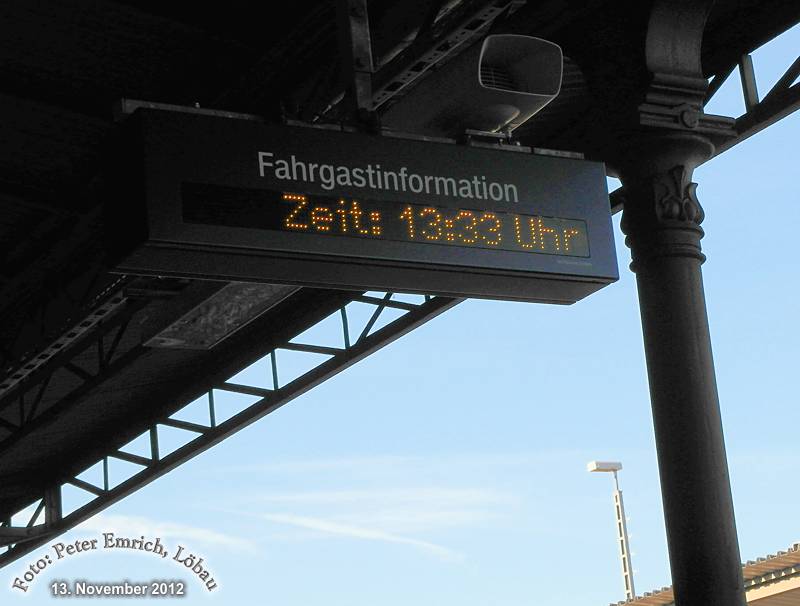 Fahrgastinformation
Zeit: 13:33 Uhr
Foto: Peter Emrich, Löbau
13. November 2012